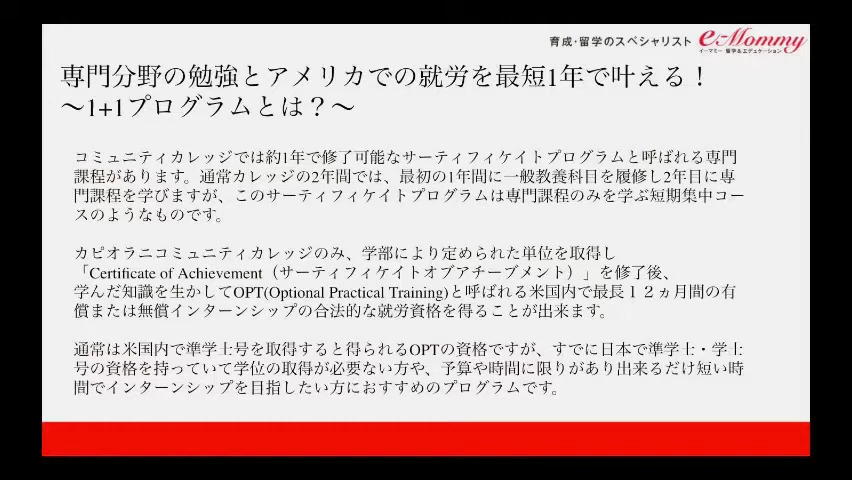 育成・留学のスペシャリスト e-Mommy
イーマミー 留学&エデュケーション
専門分野の勉強とアメリカでの就労を最短1年で叶える！
～1+1プログラムとは？～
コミュニティカレッジでは約1年で修了可能なサーティフィケイトプログラムと呼ばれる専門
課程があります。通常カレッジの2年間では、最初の1年間に一般教養科目を履修し2年目に専
門課程を学びますが、このサーティフィケイトプログラムは専門課程のみを学ぶ短期集中コー
スのようなものです。
カピオラニコミュニティカレッジのみ、学部により定められた単位を取得し
「Certificate of Achievement（サーティフィケイトオブアチーブメント）」を修了後、
学んだ知識を生かしてOPT(Optional Practical Training)と呼ばれる米国内で最長１２ヵ月間の有
償または無償インターンシップの合法的な就労資格を得ることが出来ます。
通常は米国内で準学士号を取得すると得られるOPTの資格ですが、すでに日本で準学士・学士
号の資格を持っていて学位の取得が必要ない方や、予算や時間に限りがあり出来るだけ短い時
間でインターンシップを目指したい方におすすめのプログラムです。